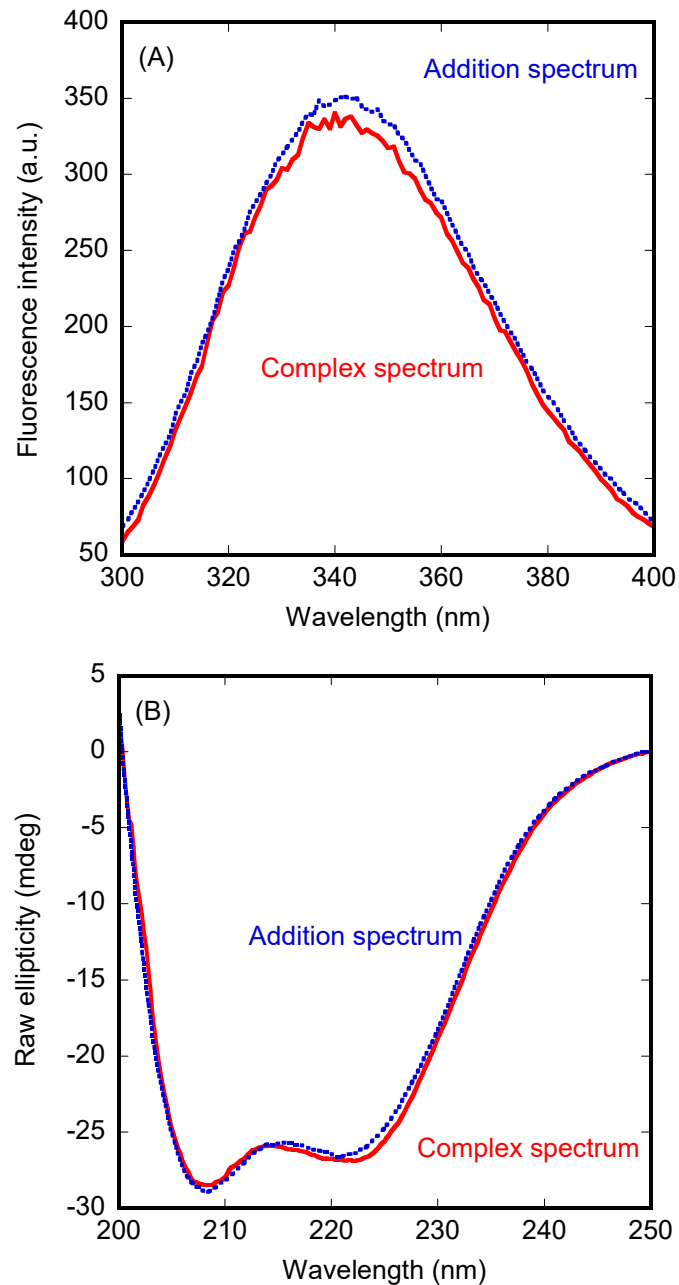 (A)
Addition spectrum
Complex spectrum
Fluorescence intensity (a.u.)
400
350
300
250
200
150
100
50
300 320 340 360 380 400
Wavelength (nm)
(B)
Addition spectrum
Complex spectrum
Raw ellipticity (mdeg)
5
0
-5
-10
-15
-20
-25
-30
200 210 220 230 240 250
Wavelength (nm)